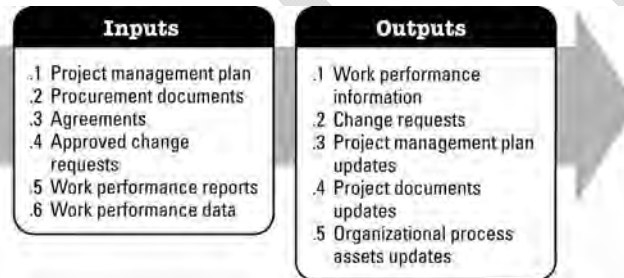 Inputs
.1 Project management plan
.2 Procurement documents
.3 Agreements
.4 Approved change
requests
.5 Work performance reports
.6 Work performance data
Outputs
.1 Work performance
information
.2 Change requests
.3 Project management plan
updates
.4 Project documents
updates
.5 Organizational process
assets updates